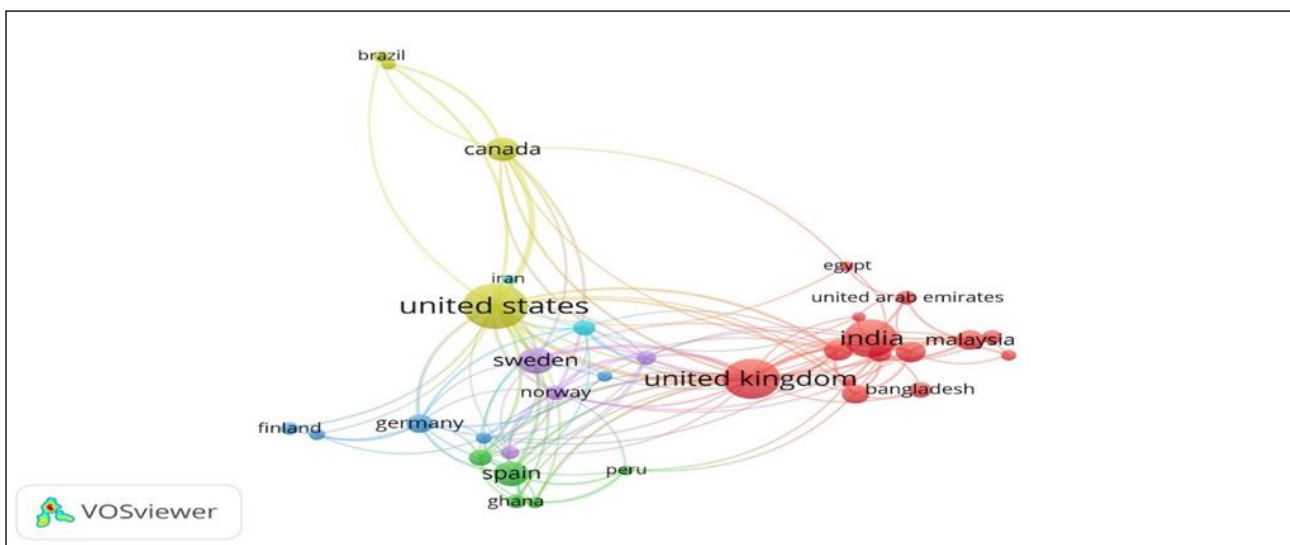 brazil
canada
iran
egypt
united states
united arab emirates
india
malaysia
sweden
united kingdom
norway
bangladesh
finland
germany
spain
peru
ghana
VOSviewer